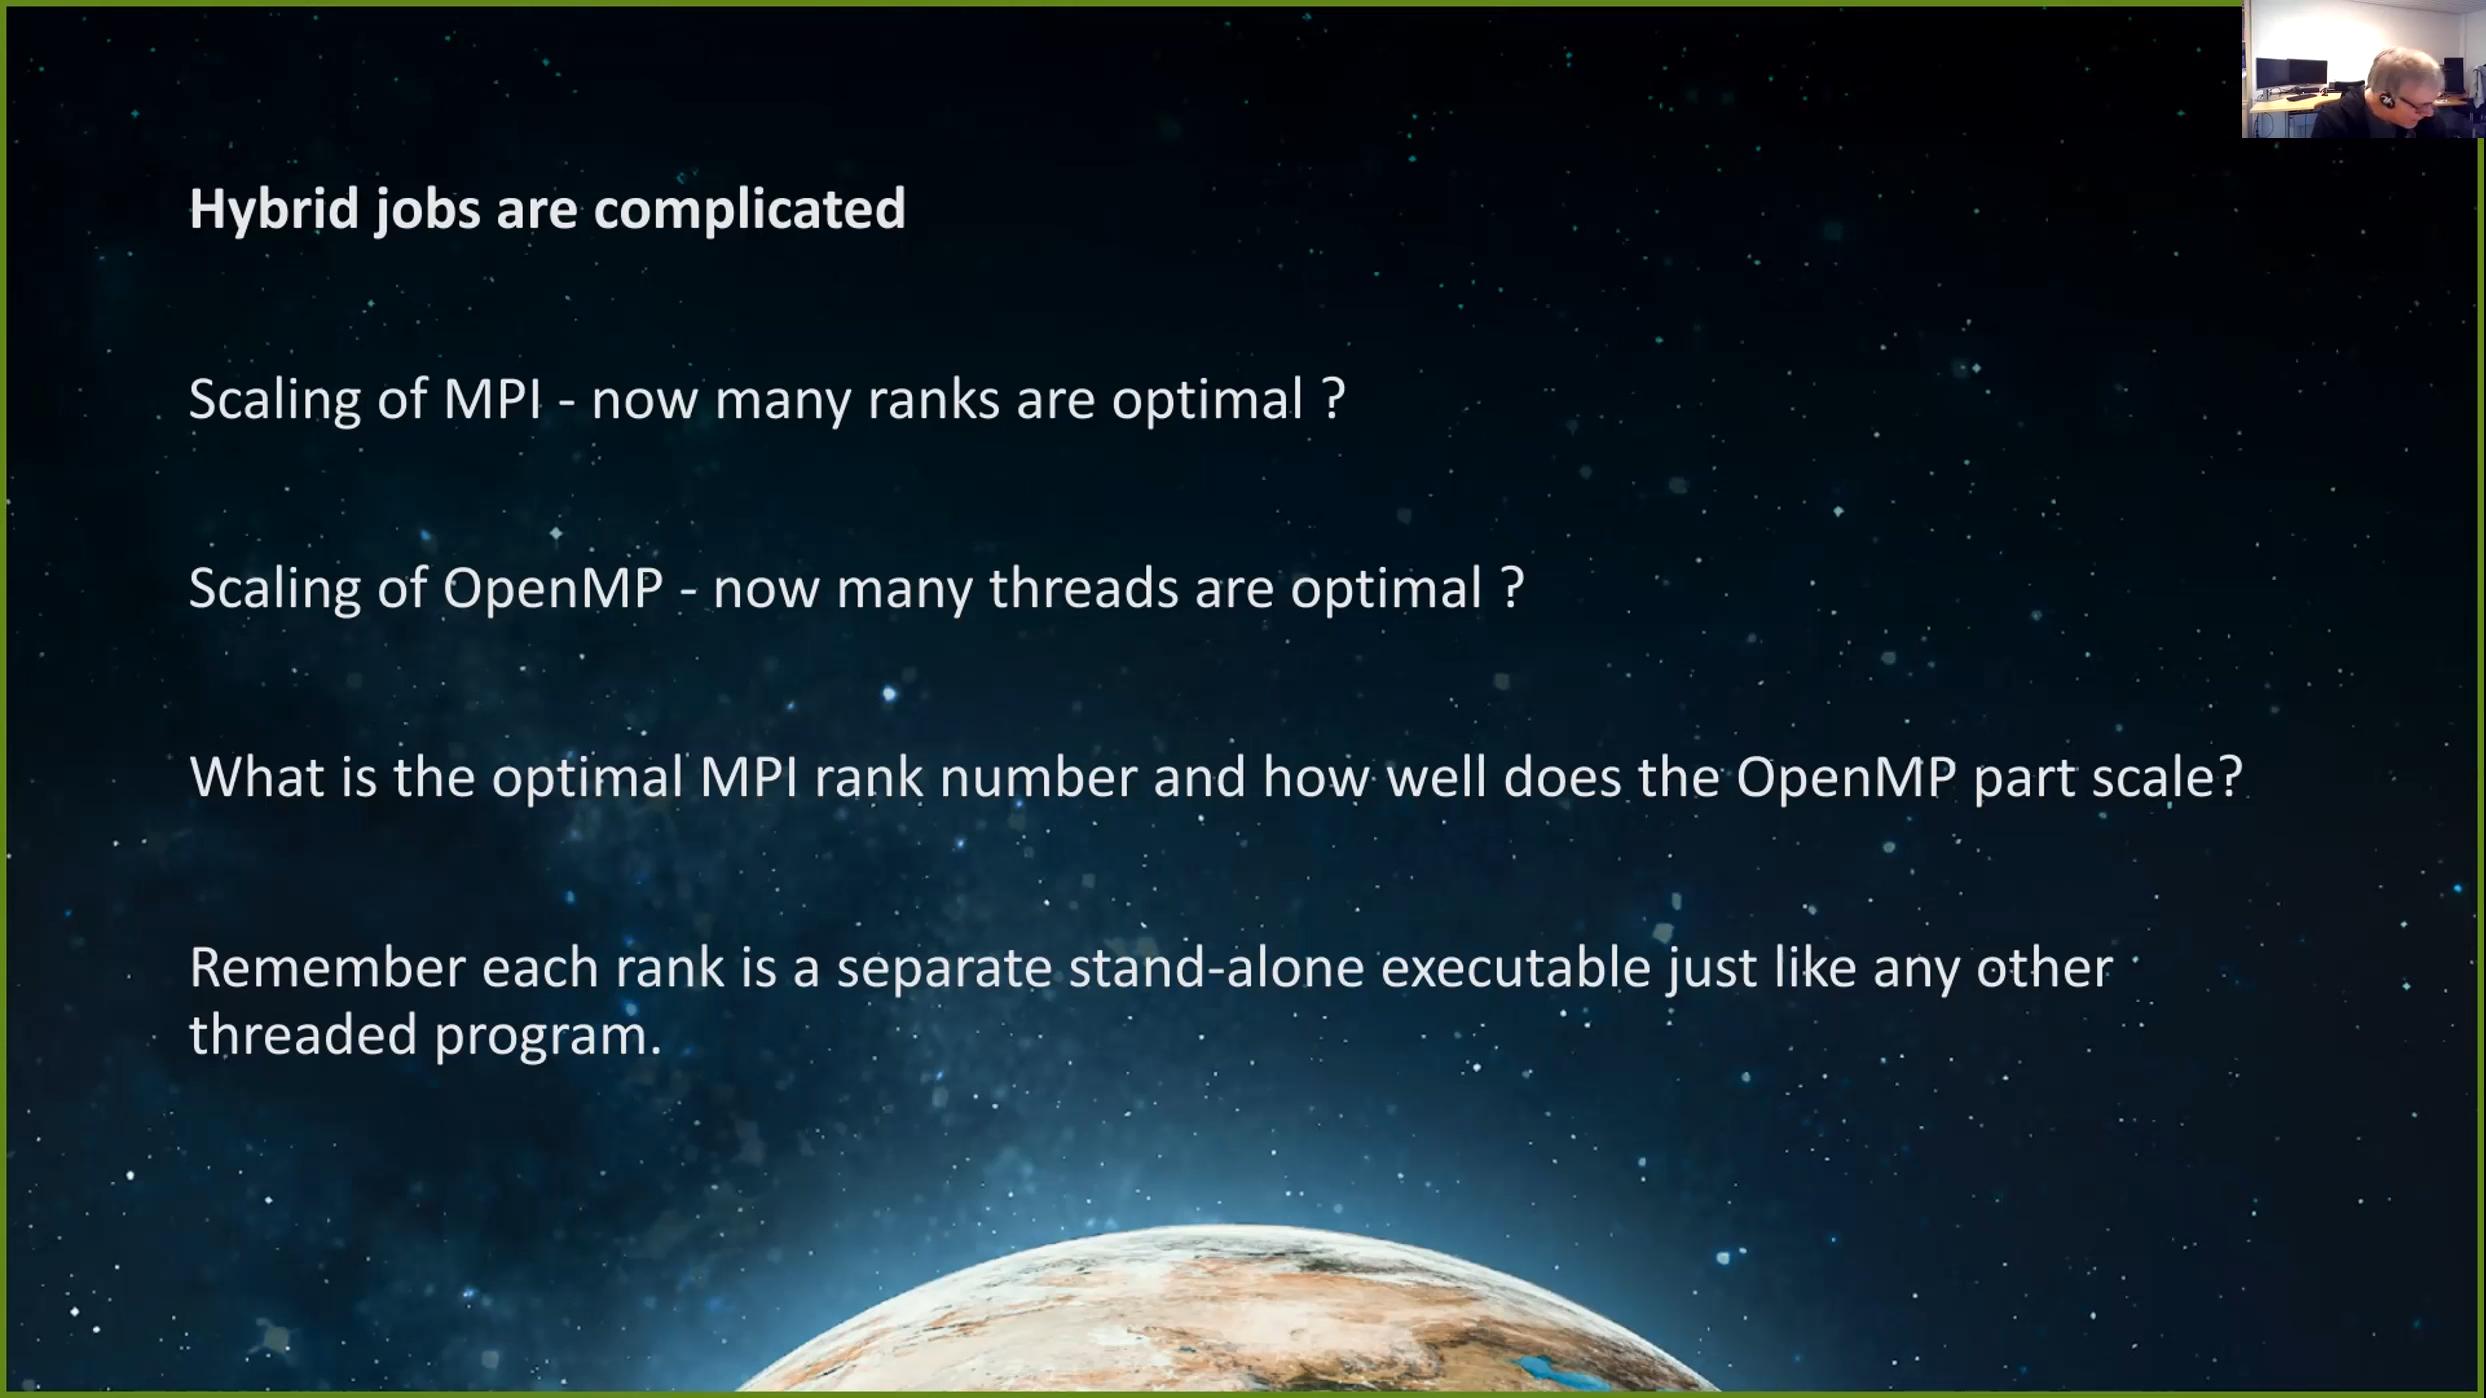 Hybrid jobs are complicated
Scaling of MPI - now many ranks are optimal ?
Scaling of OpenMP - now many threads are optimal ?
What is the optimal MPI rank number and how well does the OpenMP part scale?
Remember each rank is a separate stand-alone executable just like any other
threaded program.